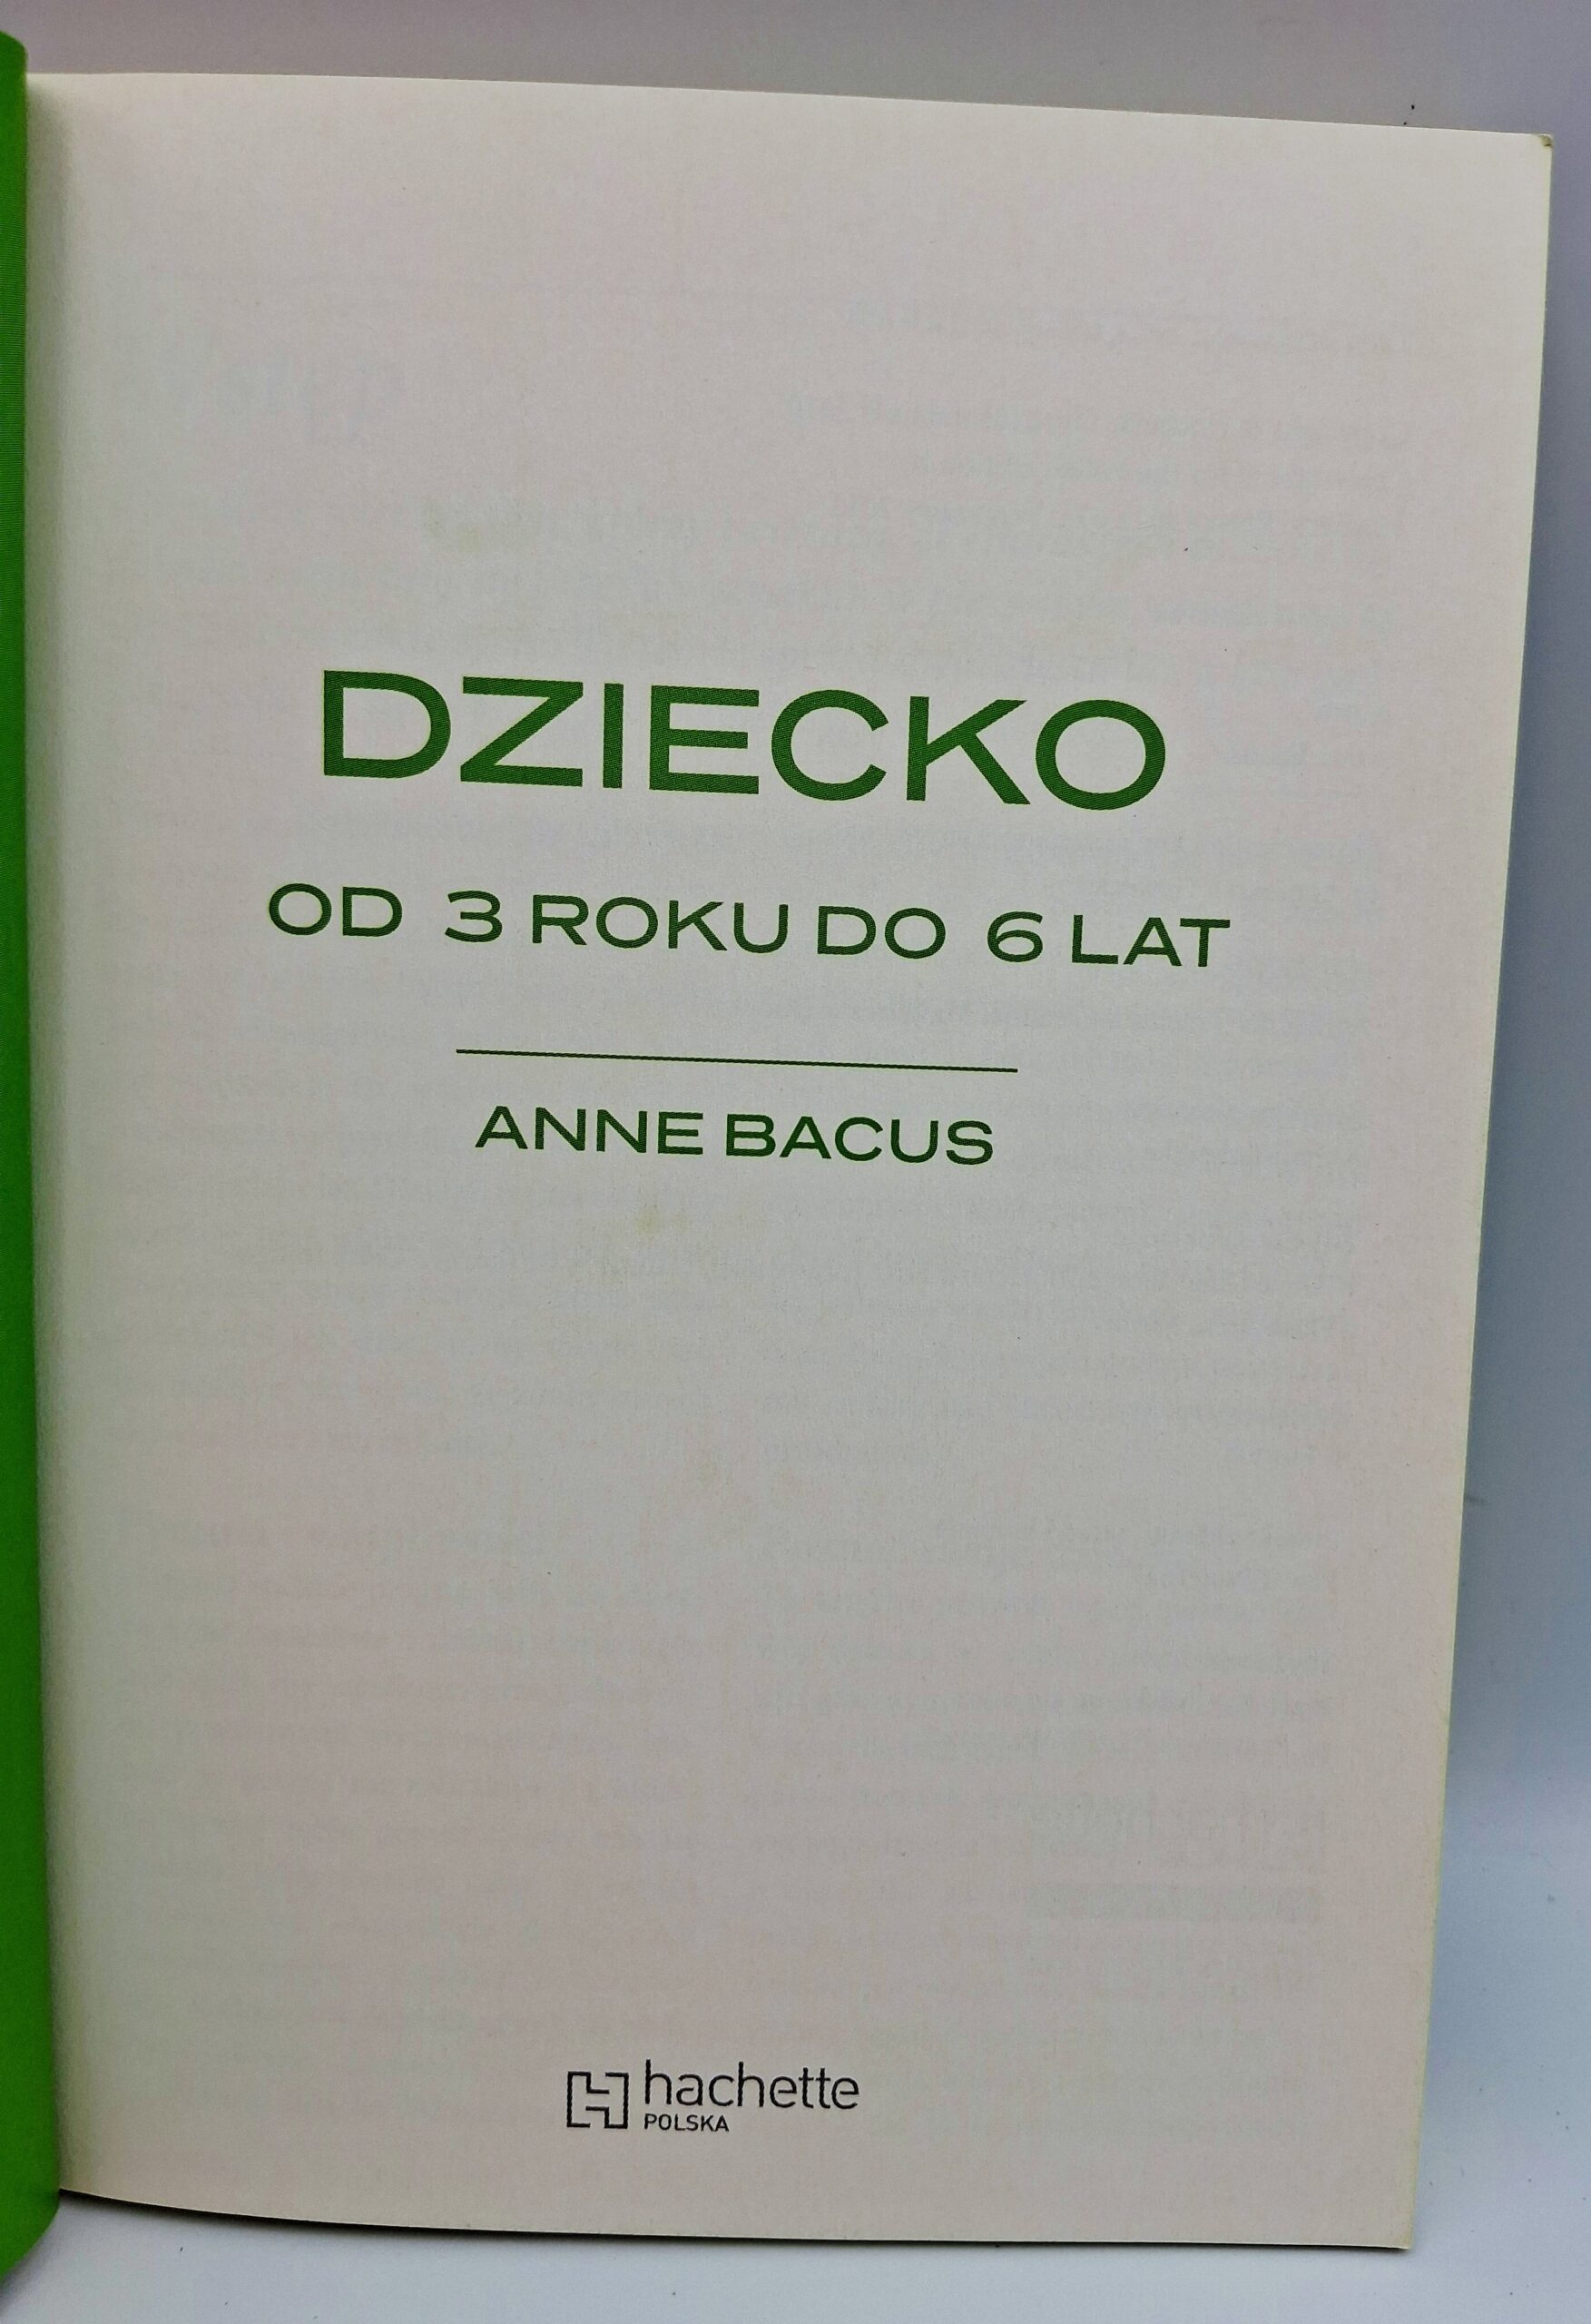 DZIECKO
OD 3 ROKU DO 6 LAT
ANNE BACUS
hachette
POLSKA